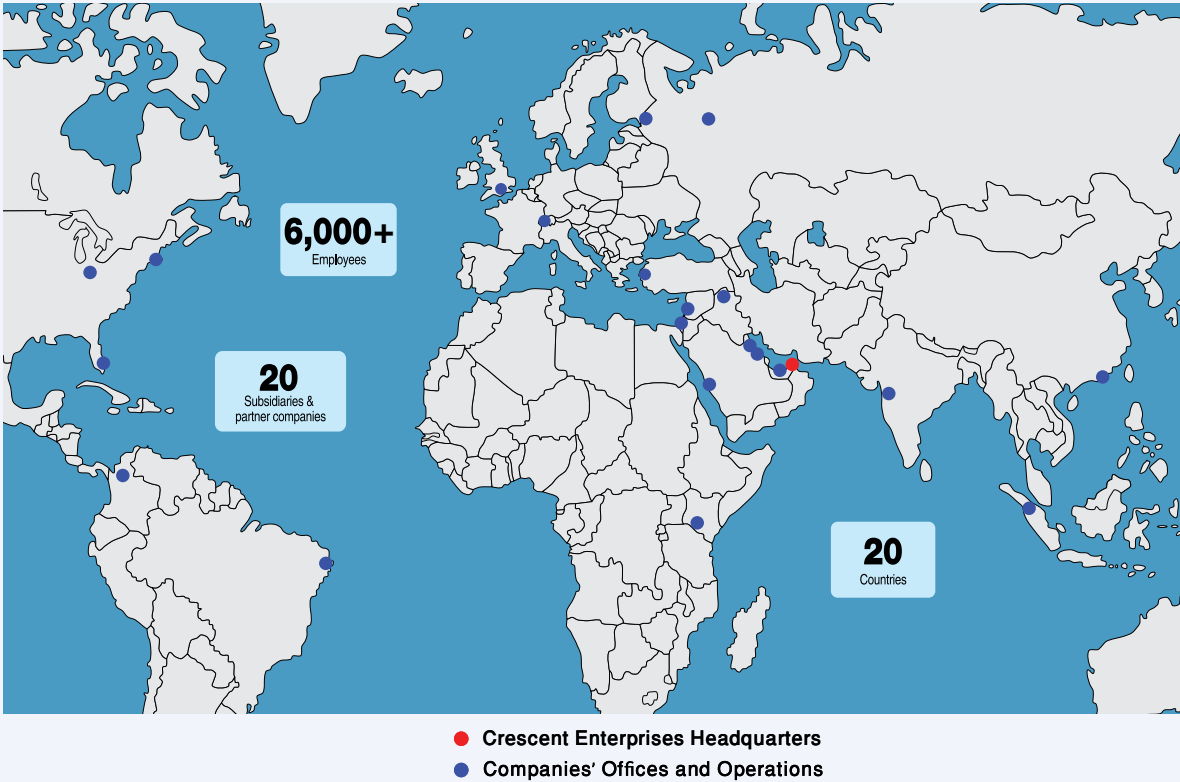 6,000+
Employees
20
Subsidiaries &
partner companies
20
Countries
Crescent Enterprises Headquarters
Companies’ Offices and Operations